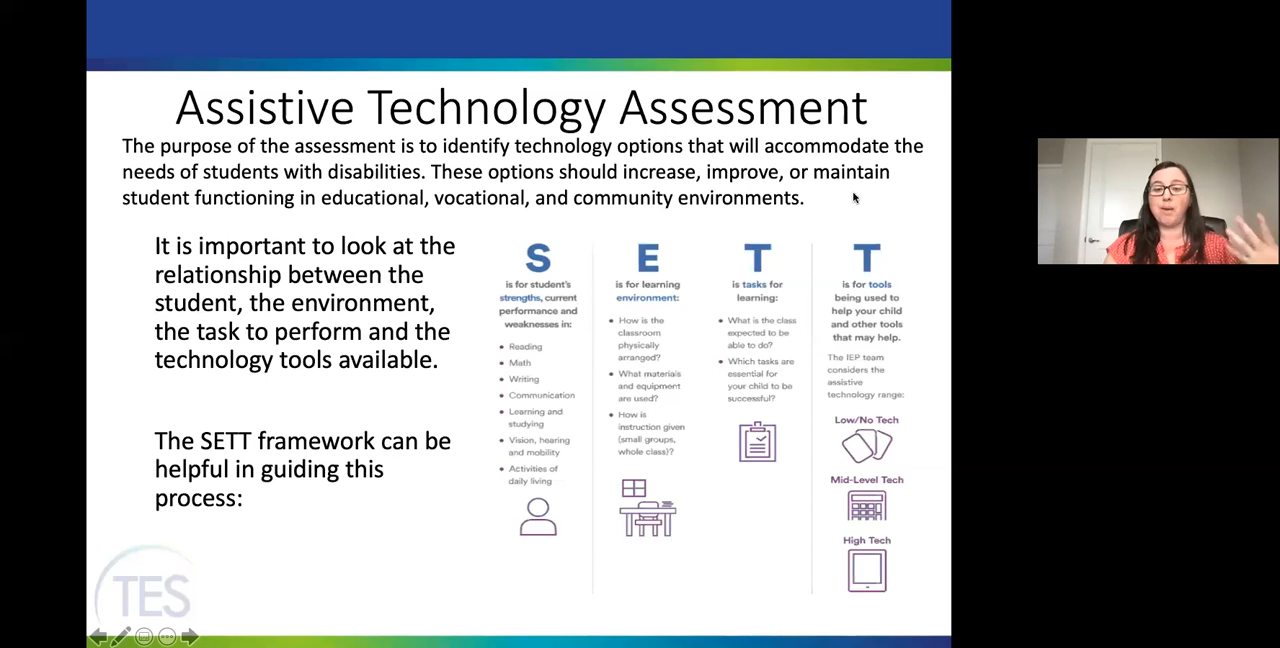 Assistive Technology Assessment
The purpose of the assessment is to identify technology options that will accommodate the
needs of students with disabilities. These options should increase, improve, or maintain
student functioning in educational, vocational, and community environments.
It is important to look at the
relationship between the
student, the environment,
the task to perform and the
technology tools available.
The SETT framework can be
helpful in guiding this
process:
S
is for student's
strengths, current
performance and
weaknesses in:
• Reading
• Math
• Writing
• Communication
• Learning and
studying
• Vision, hearing
and mobility
• Activities of
daily living
E
is for learning
environment:
• How is the
classroom
physically
arranged?
• What materials
and equipment
are used?
• How is
instruction given
(small groups,
whole class)?
T
is tasks for
learning:
• What is the class
expected to be
able to do?
• Which tasks are
essential for
your child to be
successful?
T
is for tools
being used to
help your child
and other tools
that may help.
The IEP team
considers the
assistive
technology range:
Low/No Tech
Mid-Level Tech
High Tech
TES